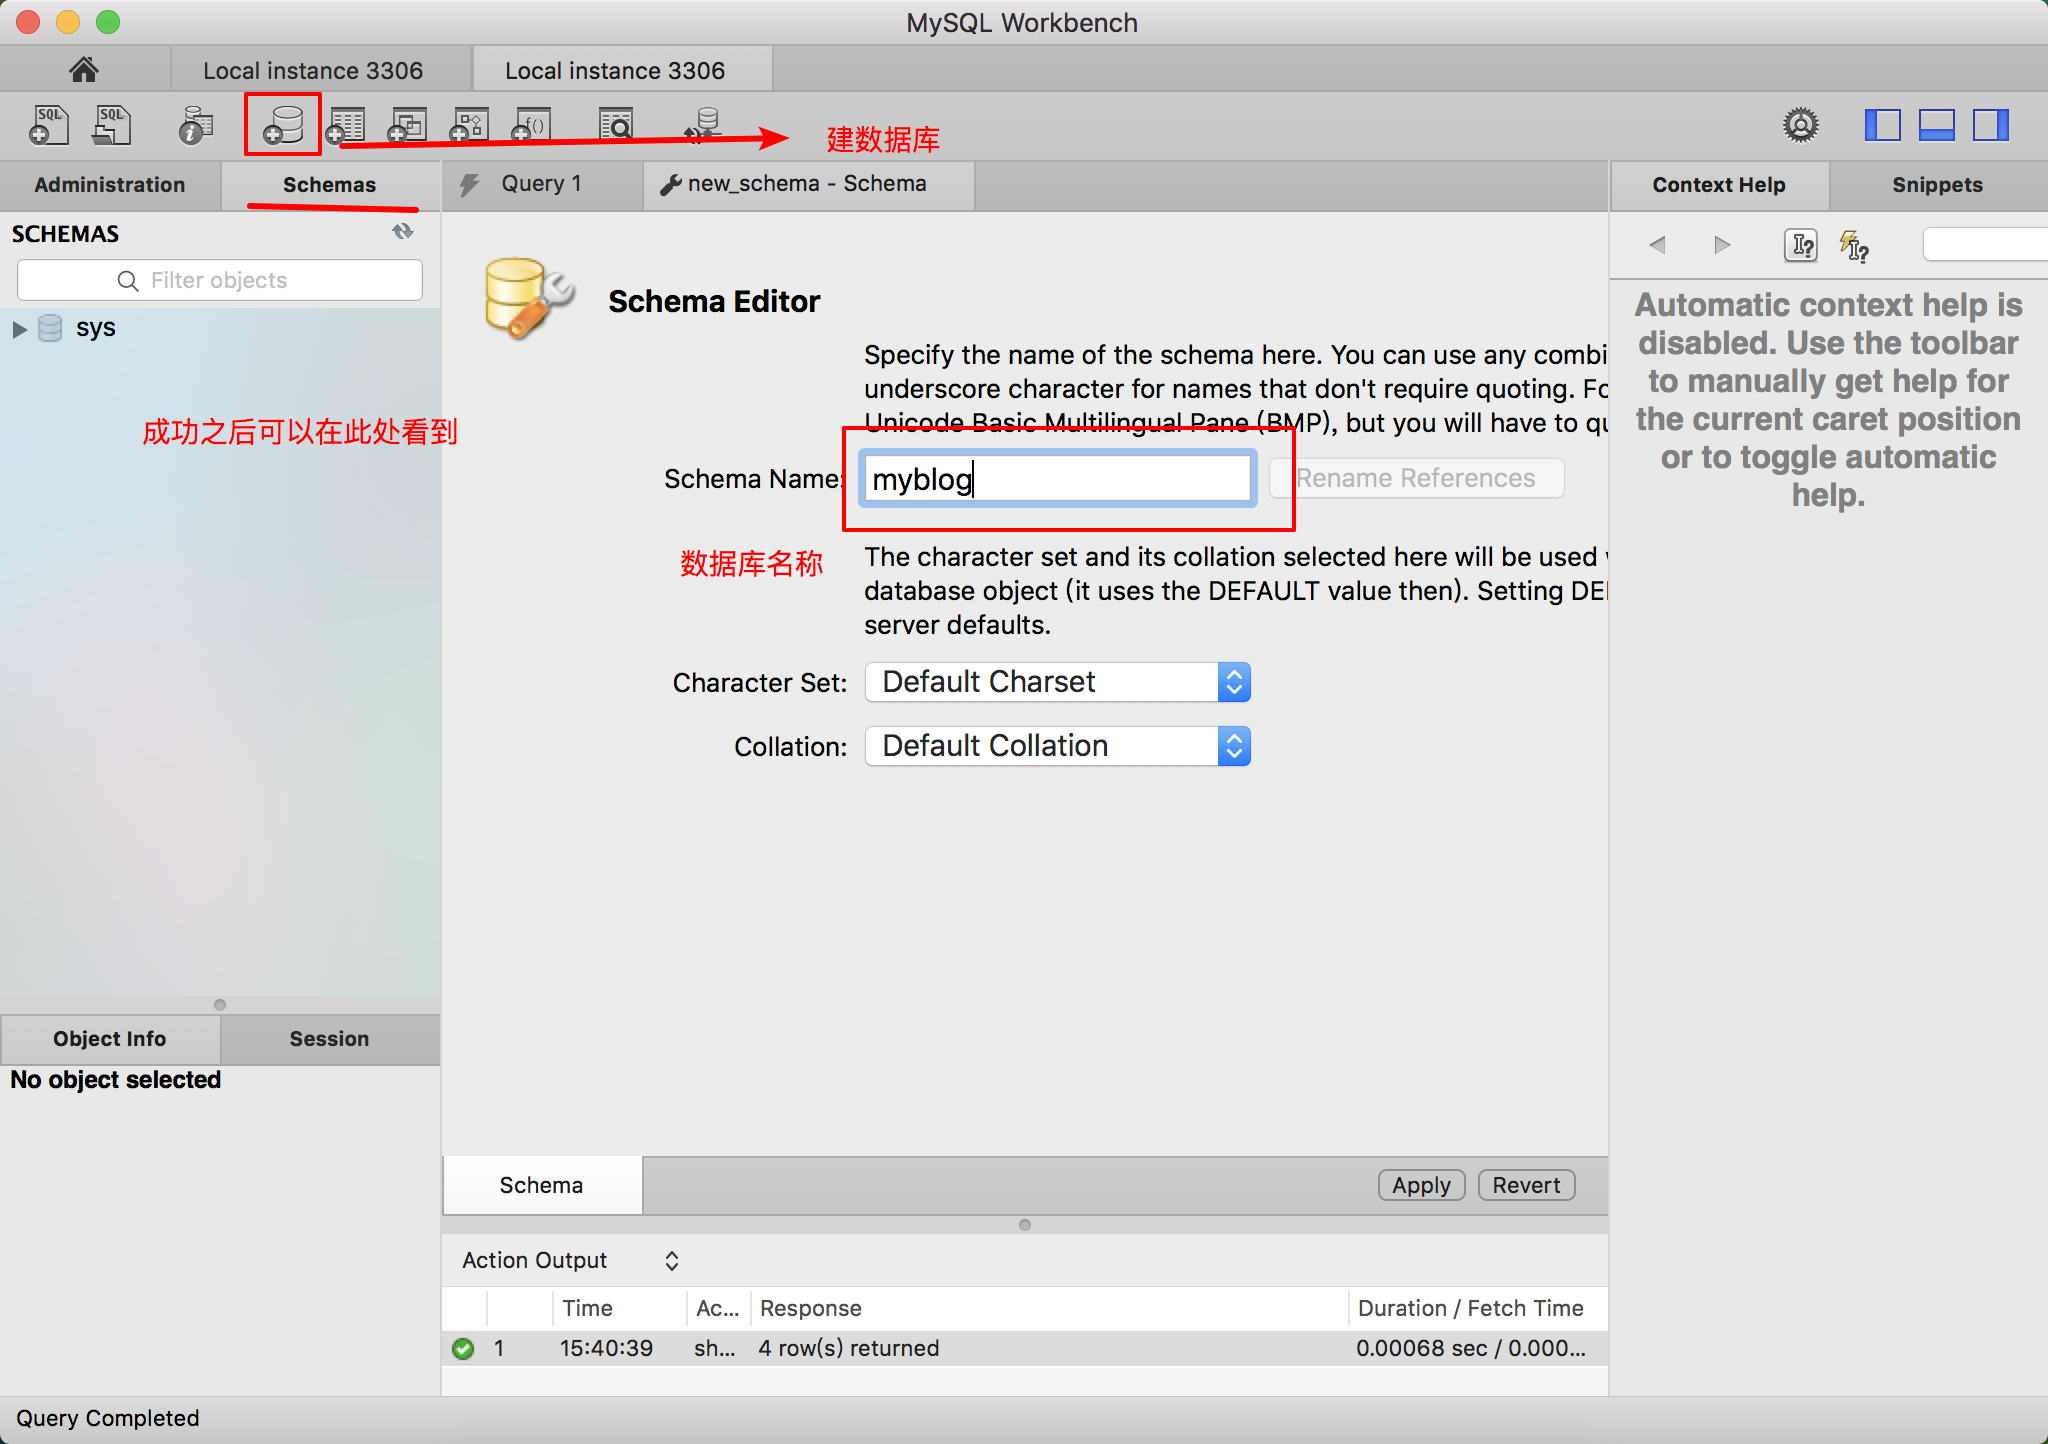 MySQL Workbench
Local instance 3306
Local instance 3306
SQL
SQL
f()
建数据库
Administration
Schemas
Query 1
new_schema - Schema
Context Help
Snippets
SCHEMAS
Filter objects
sys
成功之后可以在此处看到
Schema Editor
Specify the name of the schema here. You can use any combi
underscore character for names that don't require quoting. Fo
Unicode Basic Multilingual Pane (BMP), but you will have to qu
Schema Name:
myblog
Rename References
数据库名称
The character set and its collation selected here will be used
database object (it uses the DEFAULT value then). Setting DE
server defaults.
Character Set:
Default Charset
Collation:
Default Collation
Automatic context help is
disabled. Use the toolbar
to manually get help for
the current caret position
or to toggle automatic
help.
Object Info
Session
No object selected
Schema
Apply
Revert
Action Output
Time
Ac...
Response
Duration / Fetch Time
1
15:40:39
sh...
4 row(s) returned
0.00068 sec / 0.000...
Query Completed